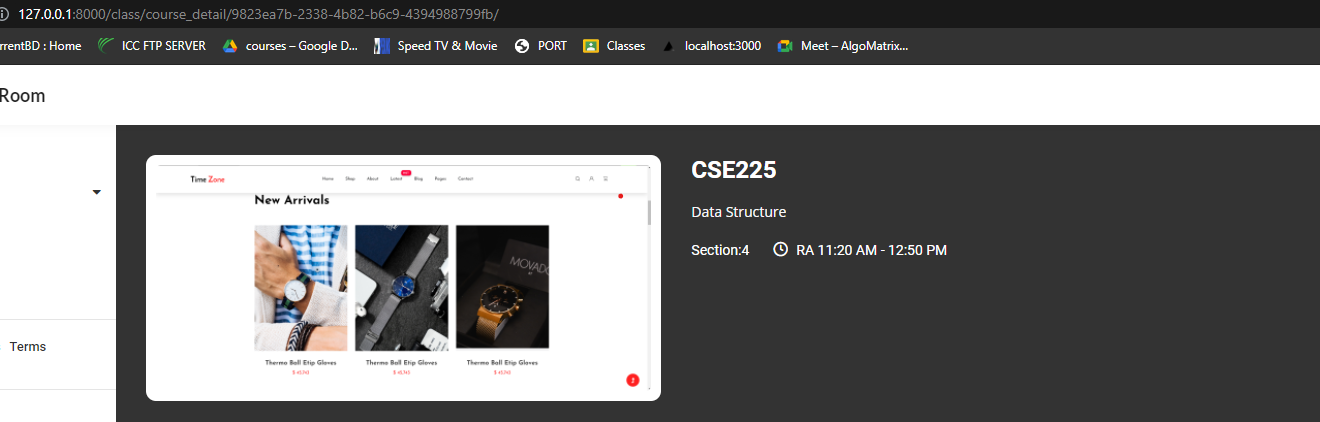 127.0.0.1:8000/class/course_detail/9823ea7b-2338-4b82-b6c9-4394988799fb/
rrentBD : Home ICC FTP SERVER courses – Google D... Speed TV & Movie PORT Classes localhost:3000 Meet – AlgoMatrix...
Room
Time Zone
Home Shop About Latest Blog Pages Contact
New Arrivals
MOVADO
Thermo Ball Etip Gloves Thermo Ball Etip Gloves Thermo Ball Etip Gloves
$ 45,743 $ 45,743 $ 45,743
CSE225
Data Structure
Section:4 RA 11:20 AM - 12:50 PM
Terms